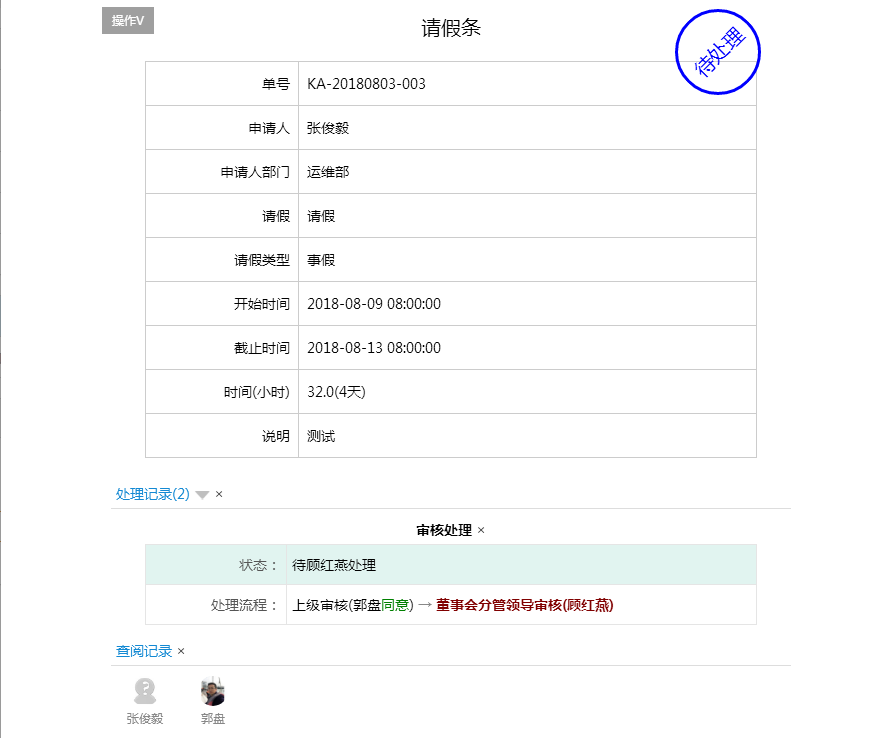 操作V
请假条
待处理
单号 KA-20180803-003
申请人 张俊毅
申请人部门 运维部
请假 请假
请假类型 事假
开始时间 2018-08-09 08:00:00
截止时间 2018-08-13 08:00:00
时间(小时) 32.0(4天)
说明 测试
处理记录(2) ×
审核处理 ×
状态： 待顾红燕处理
处理流程： 上级审核(郭盘同意) → 董事会分管领导审核(顾红燕)
查阅记录 ×
张俊毅 郭盘